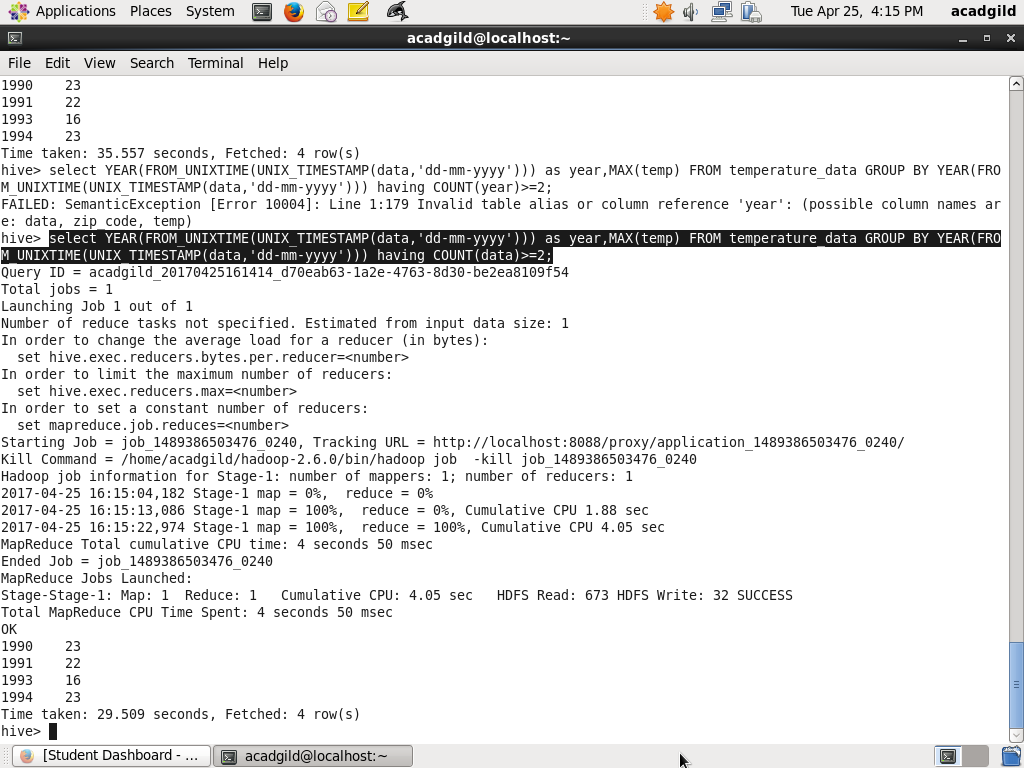 Applications Places System Tue Apr 25, 4:15 PM acadgild
acadgild@localhost:~
File Edit View Search Terminal Help
1990    23
1991    22
1993    16
1994    23
Time taken: 35.557 seconds, Fetched: 4 row(s)
hive> select YEAR(FROM_UNIXTIME(UNIX_TIMESTAMP(data,'dd-mm-yyyy'))) as year,MAX(temp) FROM temperature_data GROUP BY YEAR(FRO
M_UNIXTIME(UNIX_TIMESTAMP(data,'dd-mm-yyyy'))) having COUNT(year)>=2;
FAILED: SemanticException [Error 10004]: Line 1:179 Invalid table alias or column reference 'year': (possible column names ar
e: data, zip_code, temp)
hive> select YEAR(FROM_UNIXTIME(UNIX_TIMESTAMP(data,'dd-mm-yyyy'))) as year,MAX(temp) FROM temperature_data GROUP BY YEAR(FRO
M_UNIXTIME(UNIX_TIMESTAMP(data,'dd-mm-yyyy'))) having COUNT(data)>=2;
Query ID = acadgild_20170425161414_d70eab63-1a2e-4763-8d30-be2ea8109f54
Total jobs = 1
Launching Job 1 out of 1
Number of reduce tasks not specified. Estimated from input data size: 1
In order to change the average load for a reducer (in bytes):
  set hive.exec.reducers.bytes.per.reducer=<number>
In order to limit the maximum number of reducers:
  set hive.exec.reducers.max=<number>
In order to set a constant number of reducers:
  set mapreduce.job.reduces=<number>
Starting Job = job_1489386503476_0240, Tracking URL = http://localhost:8088/proxy/application_1489386503476_0240/
Kill Command = /home/acadgild/hadoop-2.6.0/bin/hadoop job  -kill job_1489386503476_0240
Hadoop job information for Stage-1: number of mappers: 1; number of reducers: 1
2017-04-25 16:15:04,182 Stage-1 map = 0%,  reduce = 0%
2017-04-25 16:15:13,086 Stage-1 map = 100%,  reduce = 0%, Cumulative CPU 1.88 sec
2017-04-25 16:15:22,974 Stage-1 map = 100%,  reduce = 100%, Cumulative CPU 4.05 sec
MapReduce Total cumulative CPU time: 4 seconds 50 msec
Ended Job = job_1489386503476_0240
MapReduce Jobs Launched:
Stage-Stage-1: Map: 1  Reduce: 1   Cumulative CPU: 4.05 sec   HDFS Read: 673 HDFS Write: 32 SUCCESS
Total MapReduce CPU Time Spent: 4 seconds 50 msec
OK
1990    23
1991    22
1993    16
1994    23
Time taken: 29.509 seconds, Fetched: 4 row(s)
hive>
[Student Dashboard - ... acadgild@localhost:~